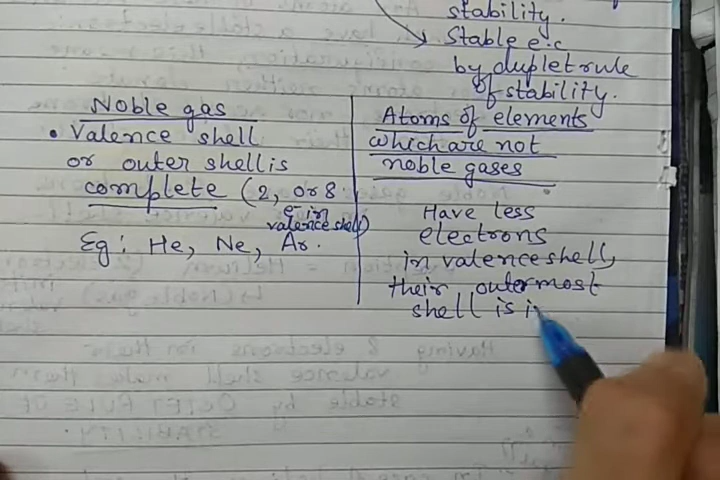 stability.
Stable e.c
by duplet rule
of stability.
Noble gas
• Valence shell
or outer shell is
complete (2, or 8
e- in
valence shell)
Eg: He, Ne, Ar.
Atoms of elements
which are not
noble gases
Have less
electrons
in valence shell,
their outermost
shell is i